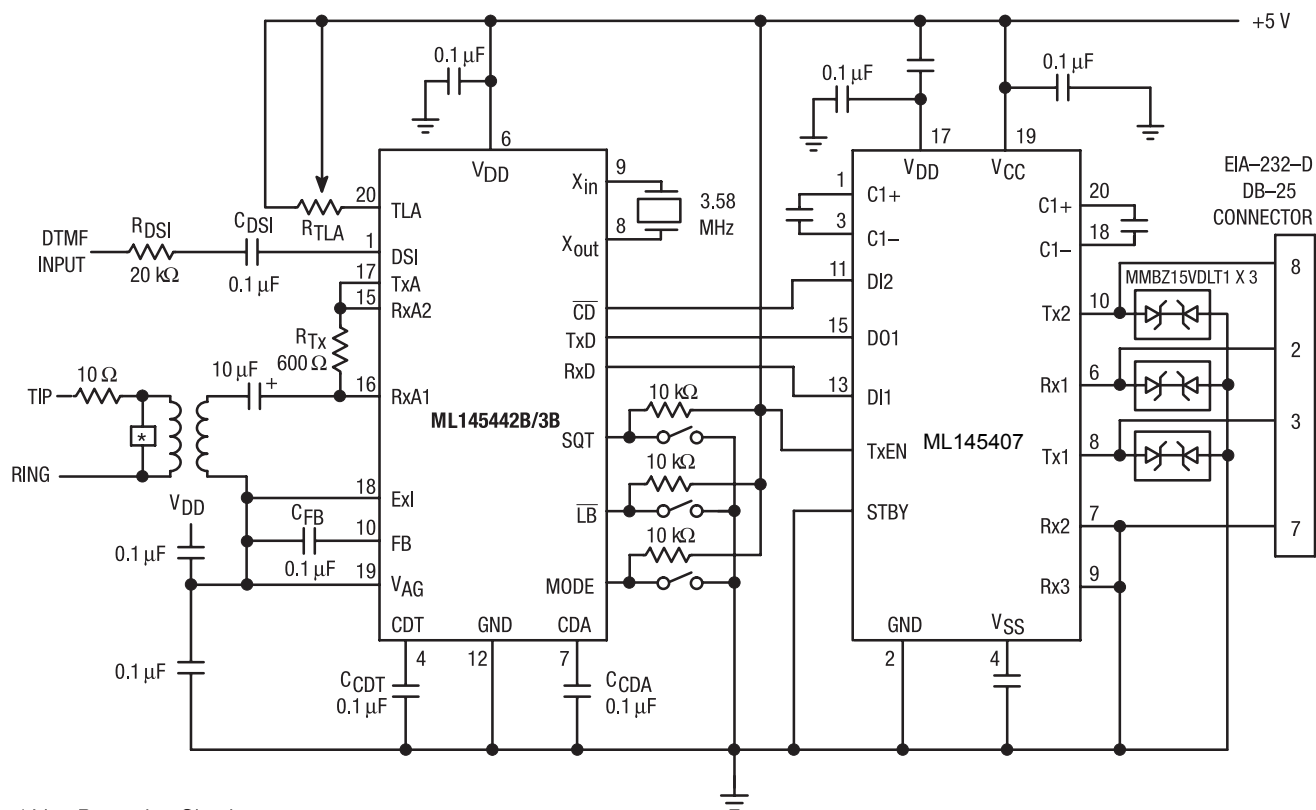 +5 V
0.1 µF
0.1 µF
0.1 µF
6
17
19
EIA–232–D
DB–25
CONNECTOR
VDD
VDD
VCC
9
Xin
8
Xout
3.58
MHz
20
TLA
RTLA
1
C1+
3
C1–
20
C1+
18
C1–
DTMF
INPUT
RDSI
20 kΩ
CDSI
0.1 µF
1
DSI
17
TxA
15
RxA2
RTx
600 Ω
CD
TxD
RxD
11
DI2
15
DO1
13
DI1
MMBZ15VDLT1 X 3
10
Tx2
8
6
Rx1
2
8
Tx1
3
TIP
10 Ω
*
RING
10 µF
+
16
RxA1
ML145442B/3B
ML145407
SQT
10 kΩ
TxEN
LB
10 kΩ
STBY
MODE
10 kΩ
7
Rx2
7
9
Rx3
18
ExI
VDD
CFB
10
FB
0.1 µF
0.1 µF
19
VAG
CDT
GND
CDA
GND
VSS
4
12
7
2
4
0.1 µF
CCDT
0.1 µF
CCDA
0.1 µF